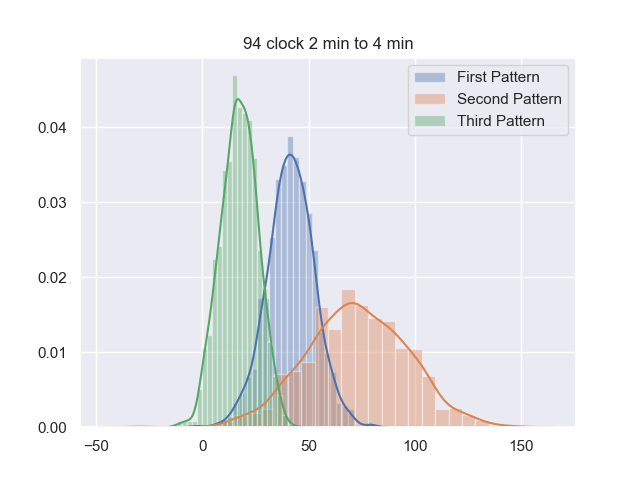 94 clock 2 min to 4 min
First Pattern
Second Pattern
Third Pattern
0.04
0.03
0.02
0.01
0.00
−50 0 50 100 150